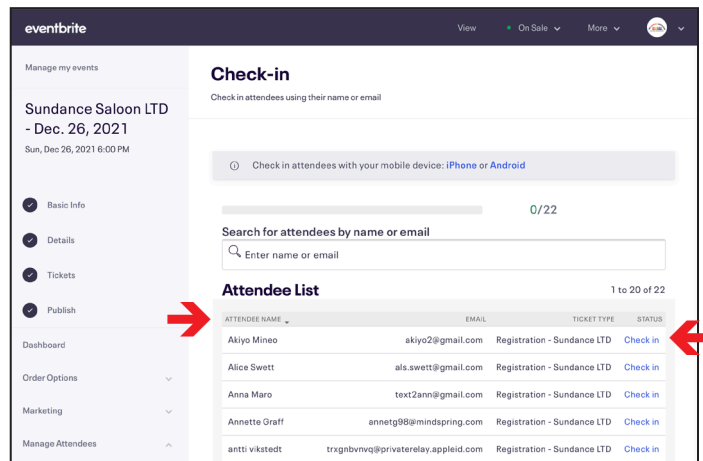 eventbrite
View
On Sale
More
Manage my events
Sundance Saloon LTD
- Dec. 26, 2021
Sun, Dec 26, 2021 6:00 PM
Basic Info
Details
Tickets
Publish
Dashboard
Order Options
Marketing
Manage Attendees
Check-in
Check in attendees using their name or email
Check in attendees with your mobile device: iPhone or Android
0/22
Search for attendees by name or email
Enter name or email
Attendee List
1 to 20 of 22
ATTENDEE NAME EMAIL TICKET TYPE STATUS
Akiyo Mineo akiyo2@gmail.com Registration - Sundance LTD Check in
Alice Swett als.swett@gmail.com Registration - Sundance LTD Check in
Anna Maro text2ann@gmail.com Registration - Sundance LTD Check in
Annette Graff annetg98@mindspring.com Registration - Sundance LTD Check in
antti vikstedt trxgnbvnvq@privaterelay.appleid.com Registration - Sundance LTD Check in